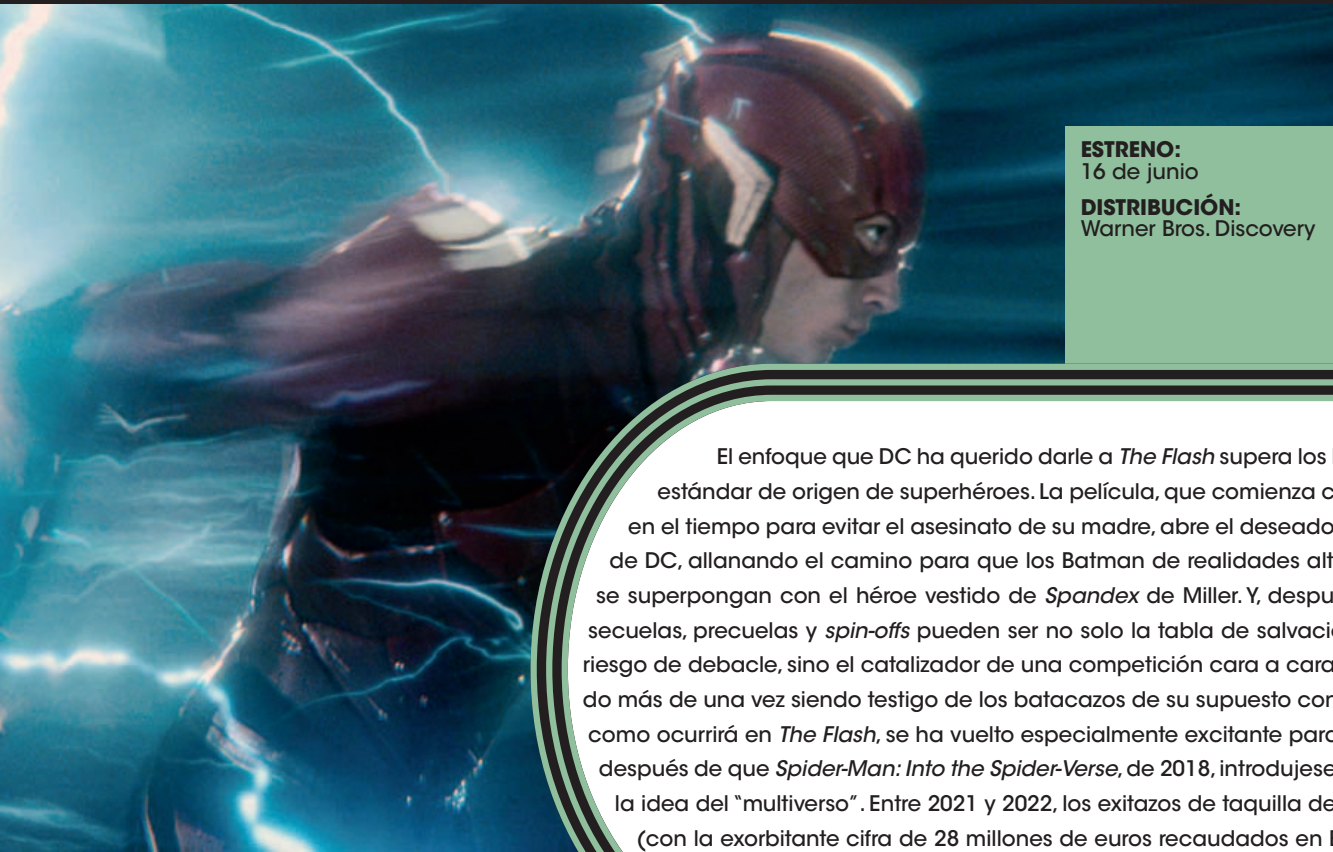 ESTRENO:
16 de junio
DISTRIBUCIÓN:
Warner Bros. Discovery
El enfoque que DC ha querido darle a The Flash supera los
estándar de origen de superhéroes. La película, que comienza
en el tiempo para evitar el asesinato de su madre, abre el deseado
de DC, allanando el camino para que los Batman de realidades
se superpongan con el héroe vestido de Spandex de Miller. Y,
secuelas, precuelas y spin-offs pueden ser no solo la tabla de
riesgo de debacle, sino el catalizador de una competición cara a cara
do más de una vez siendo testigo de los batacazos de su supuesto
como ocurrirá en The Flash, se ha vuelto especialmente excitante
después de que Spider-Man: Into the Spider-Verse, de 2018, introdujese
la idea del "multiverso". Entre 2021 y 2022, los exitazos de taquilla de
(con la exorbitante cifra de 28 millones de euros recaudados en